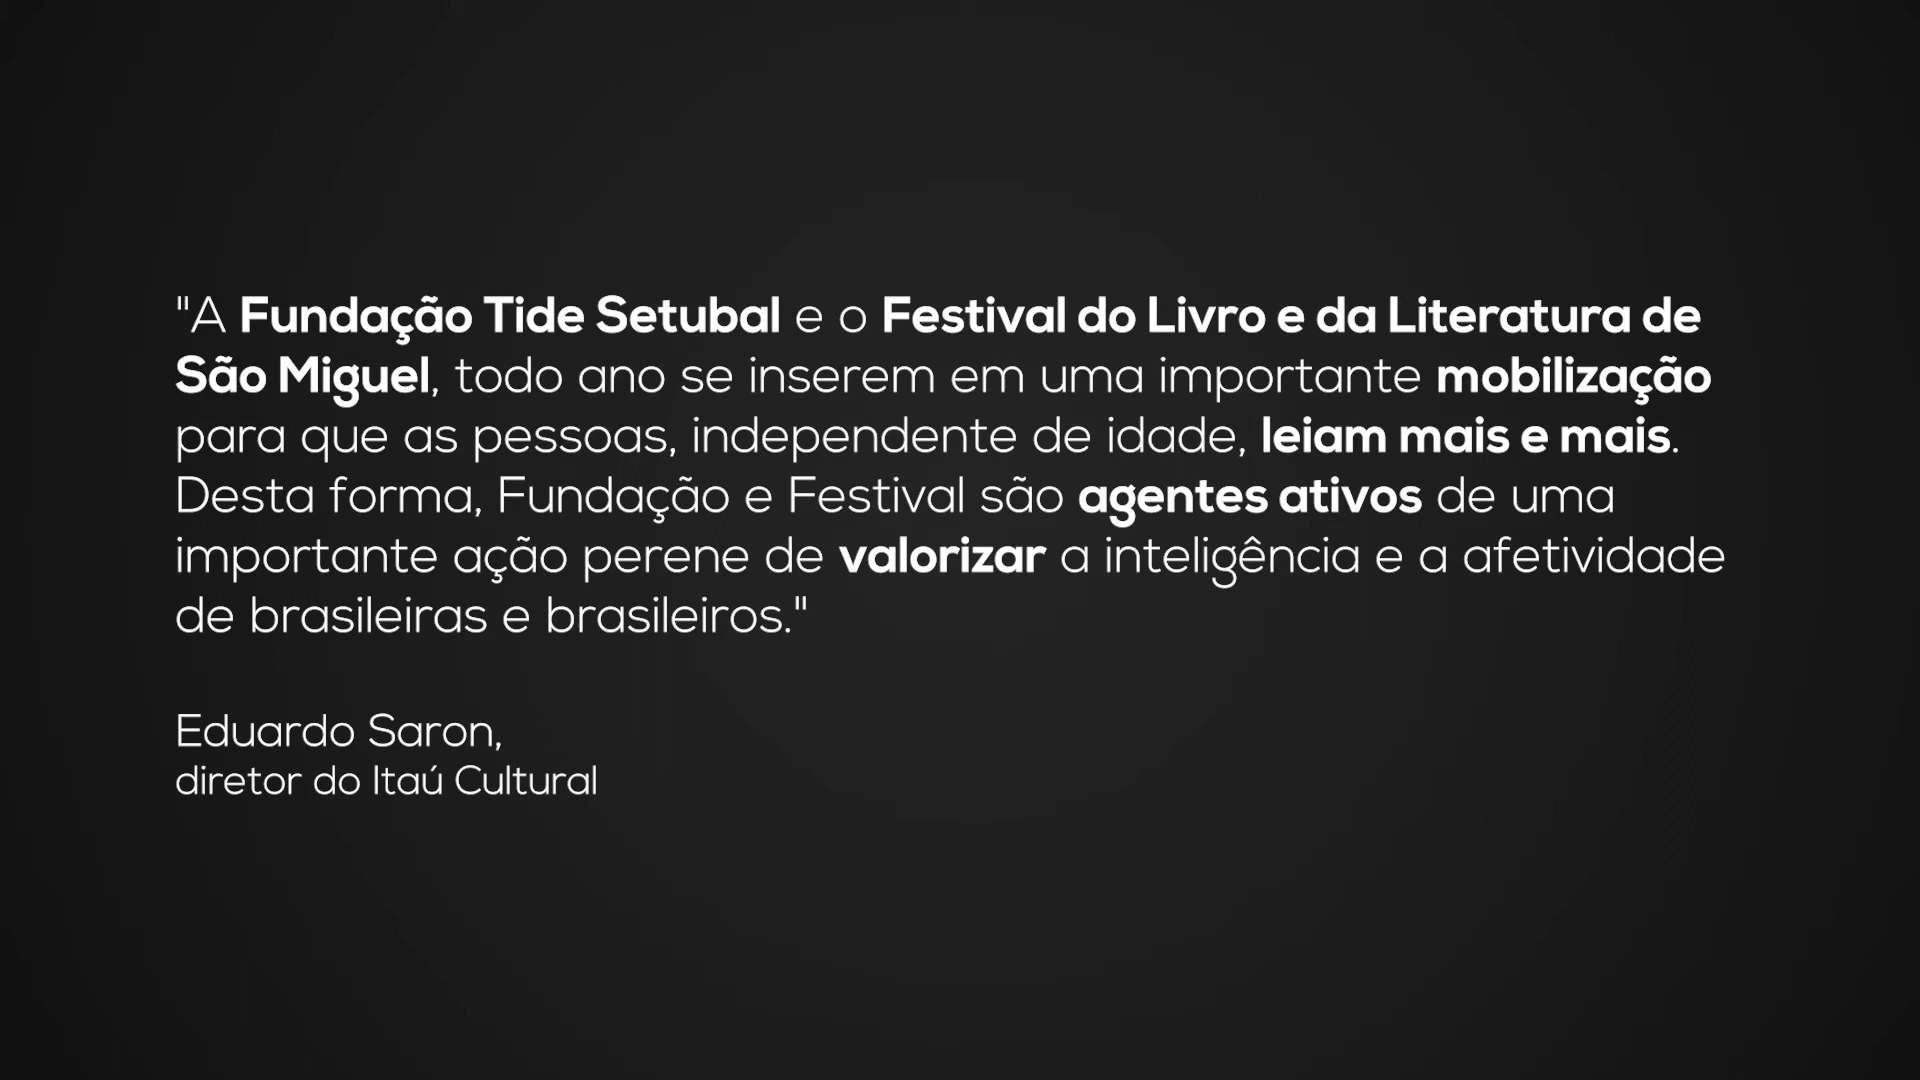 "A Fundação Tide Setubal e o Festival do Livro e da Literatura de
São Miguel, todo ano se inserem em uma importante mobilização
para que as pessoas, independente de idade, leiam mais e mais.
Desta forma, Fundação e Festival são agentes ativos de uma
importante ação perene de valorizar a inteligência e a afetividade
de brasileiras e brasileiros."
Eduardo Saron,
diretor do Itaú Cultural